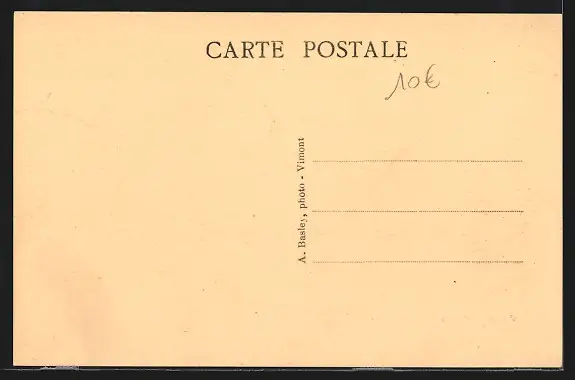 CARTE POSTALE
10€
A. Basley, photo - Vimont